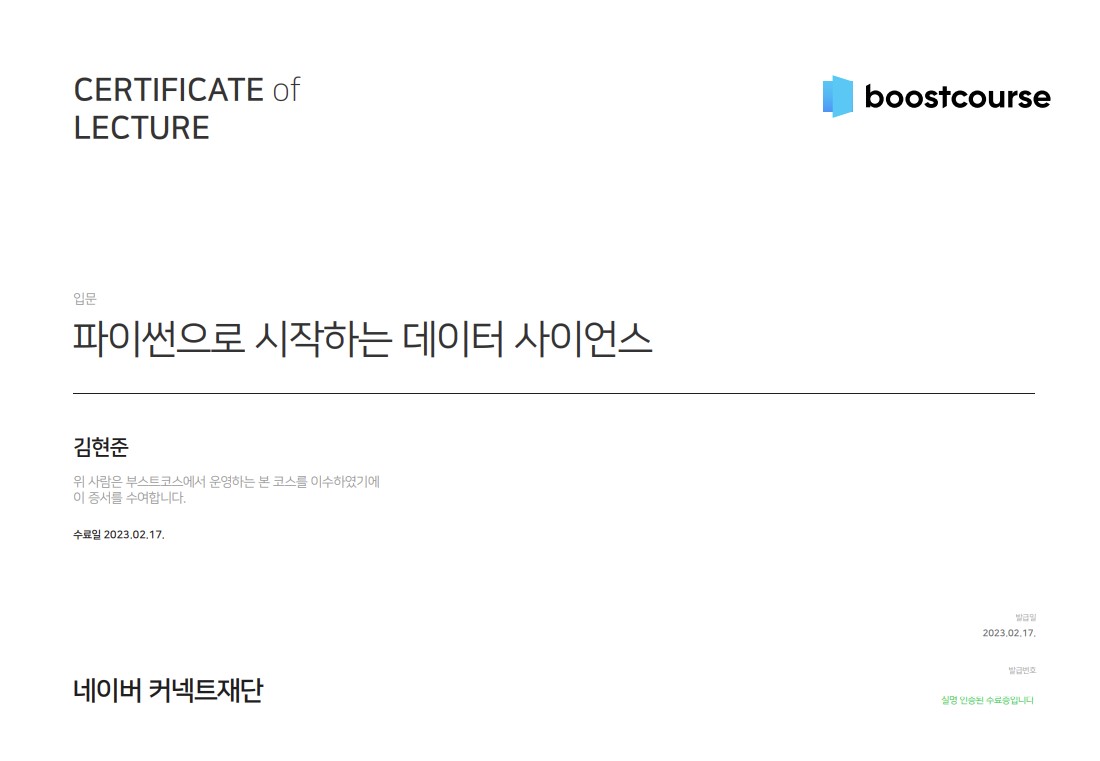 CERTIFICATE of
LECTURE
boostcourse
입문
파이썬으로 시작하는 데이터 사이언스
김현준
위 사람은 부스트코스에서 운영하는 본 코스를 이수하였기에
이 증서를 수여합니다.
수료일 2023.02.17.
발급일
2023.02.17.
발급번호
실명 인증된 수료증입니다
네이버 커넥트재단